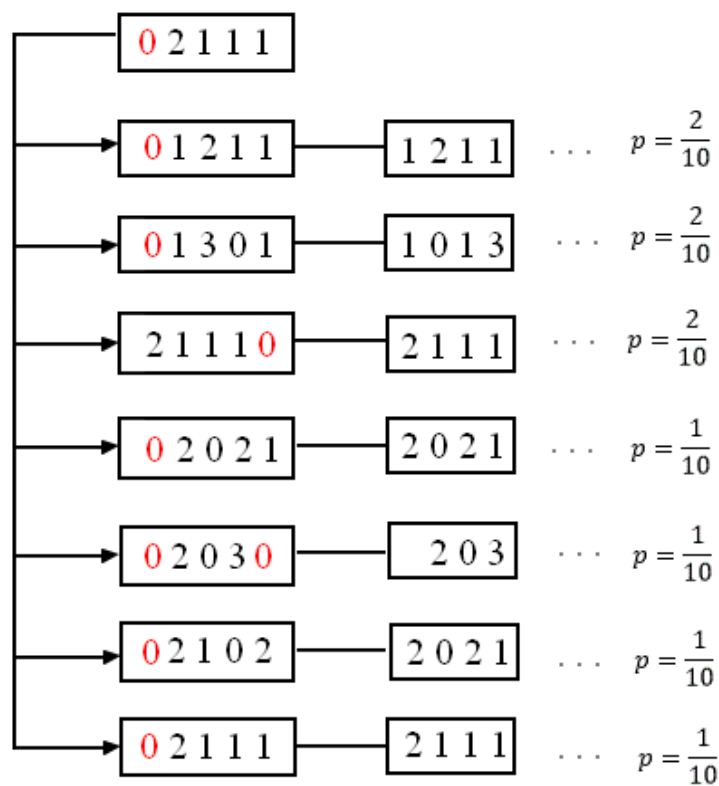 0 2 1 1 1
0 1 2 1 1 1 2 1 1 . . . p = 2/10
0 1 3 0 1 1 0 1 3 . . . p = 2/10
2 1 1 1 0 2 1 1 1 . . . p = 2/10
0 2 0 2 1 2 0 2 1 . . . p = 1/10
0 2 0 3 0 2 0 3 . . . p = 1/10
0 2 1 0 2 2 0 2 1 . . . p = 1/10
0 2 1 1 1 2 1 1 1 . . . p = 1/10